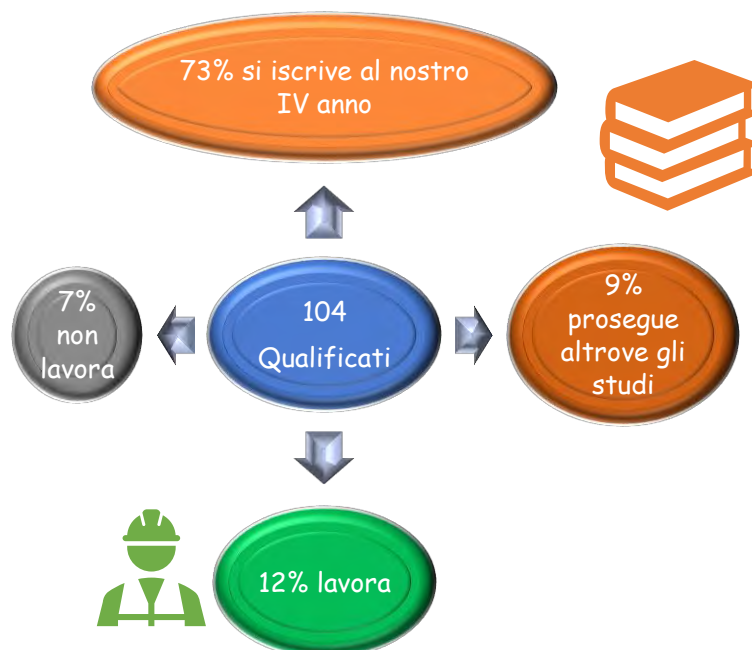 73% si iscrive al nostro
IV anno
7%
non
lavora
104
Qualificati
9%
prosegue
altrove gli
studi
12% lavora